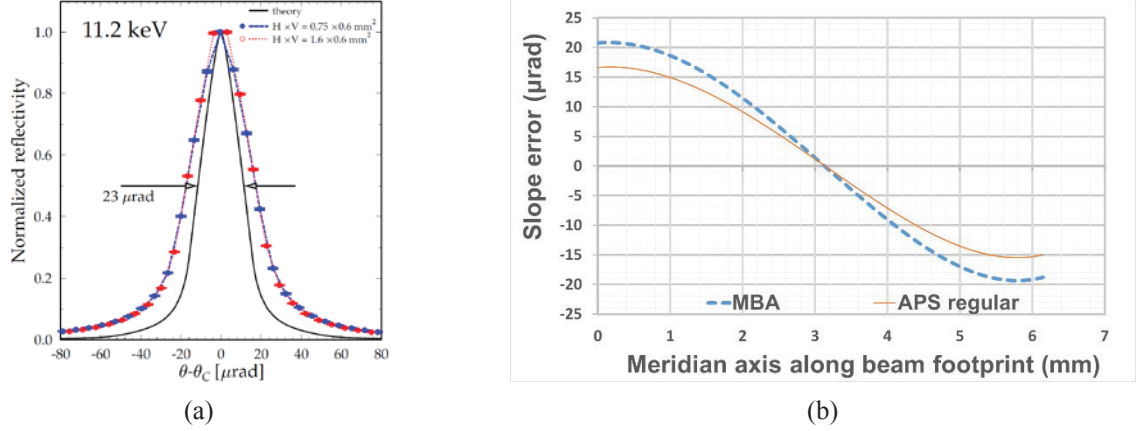 11.2 keV
theory
H ×V = 0.75 ×0.6 mm²
H ×V = 1.6 ×0.6 mm²
Normalized reflectivity
1.0
0.8
0.6
0.4
0.2
0.0
23 μrad
-80 -60 -40 -20 0 20 40 60 80
θ-θC [μrad]
(a)
Slope error (μrad)
25
20
15
10
5
0
-5
-10
-15
-20
-25
MBA
APS regular
0 1 2 3 4 5 6 7
Meridian axis along beam footprint (mm)
(b)